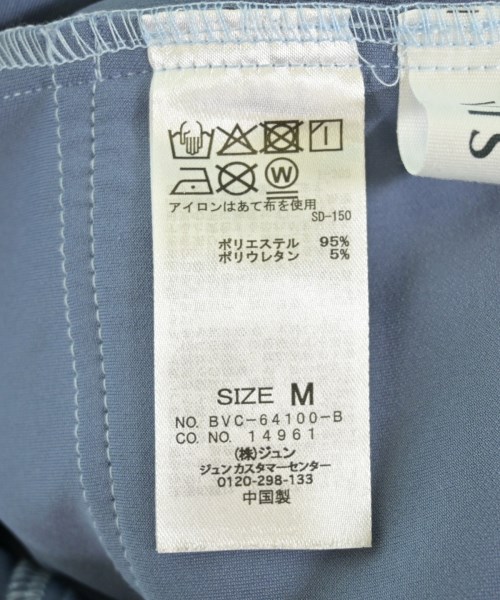 W
アイロンはあて布を使用
SD-150
ポリエステル 95%
ポリウレタン 5%
SIZE M
NO. BVC-64100-B
CO. NO. 14961
(株)ジュン
ジュンカスタマーセンター
0120-298-133
中国製